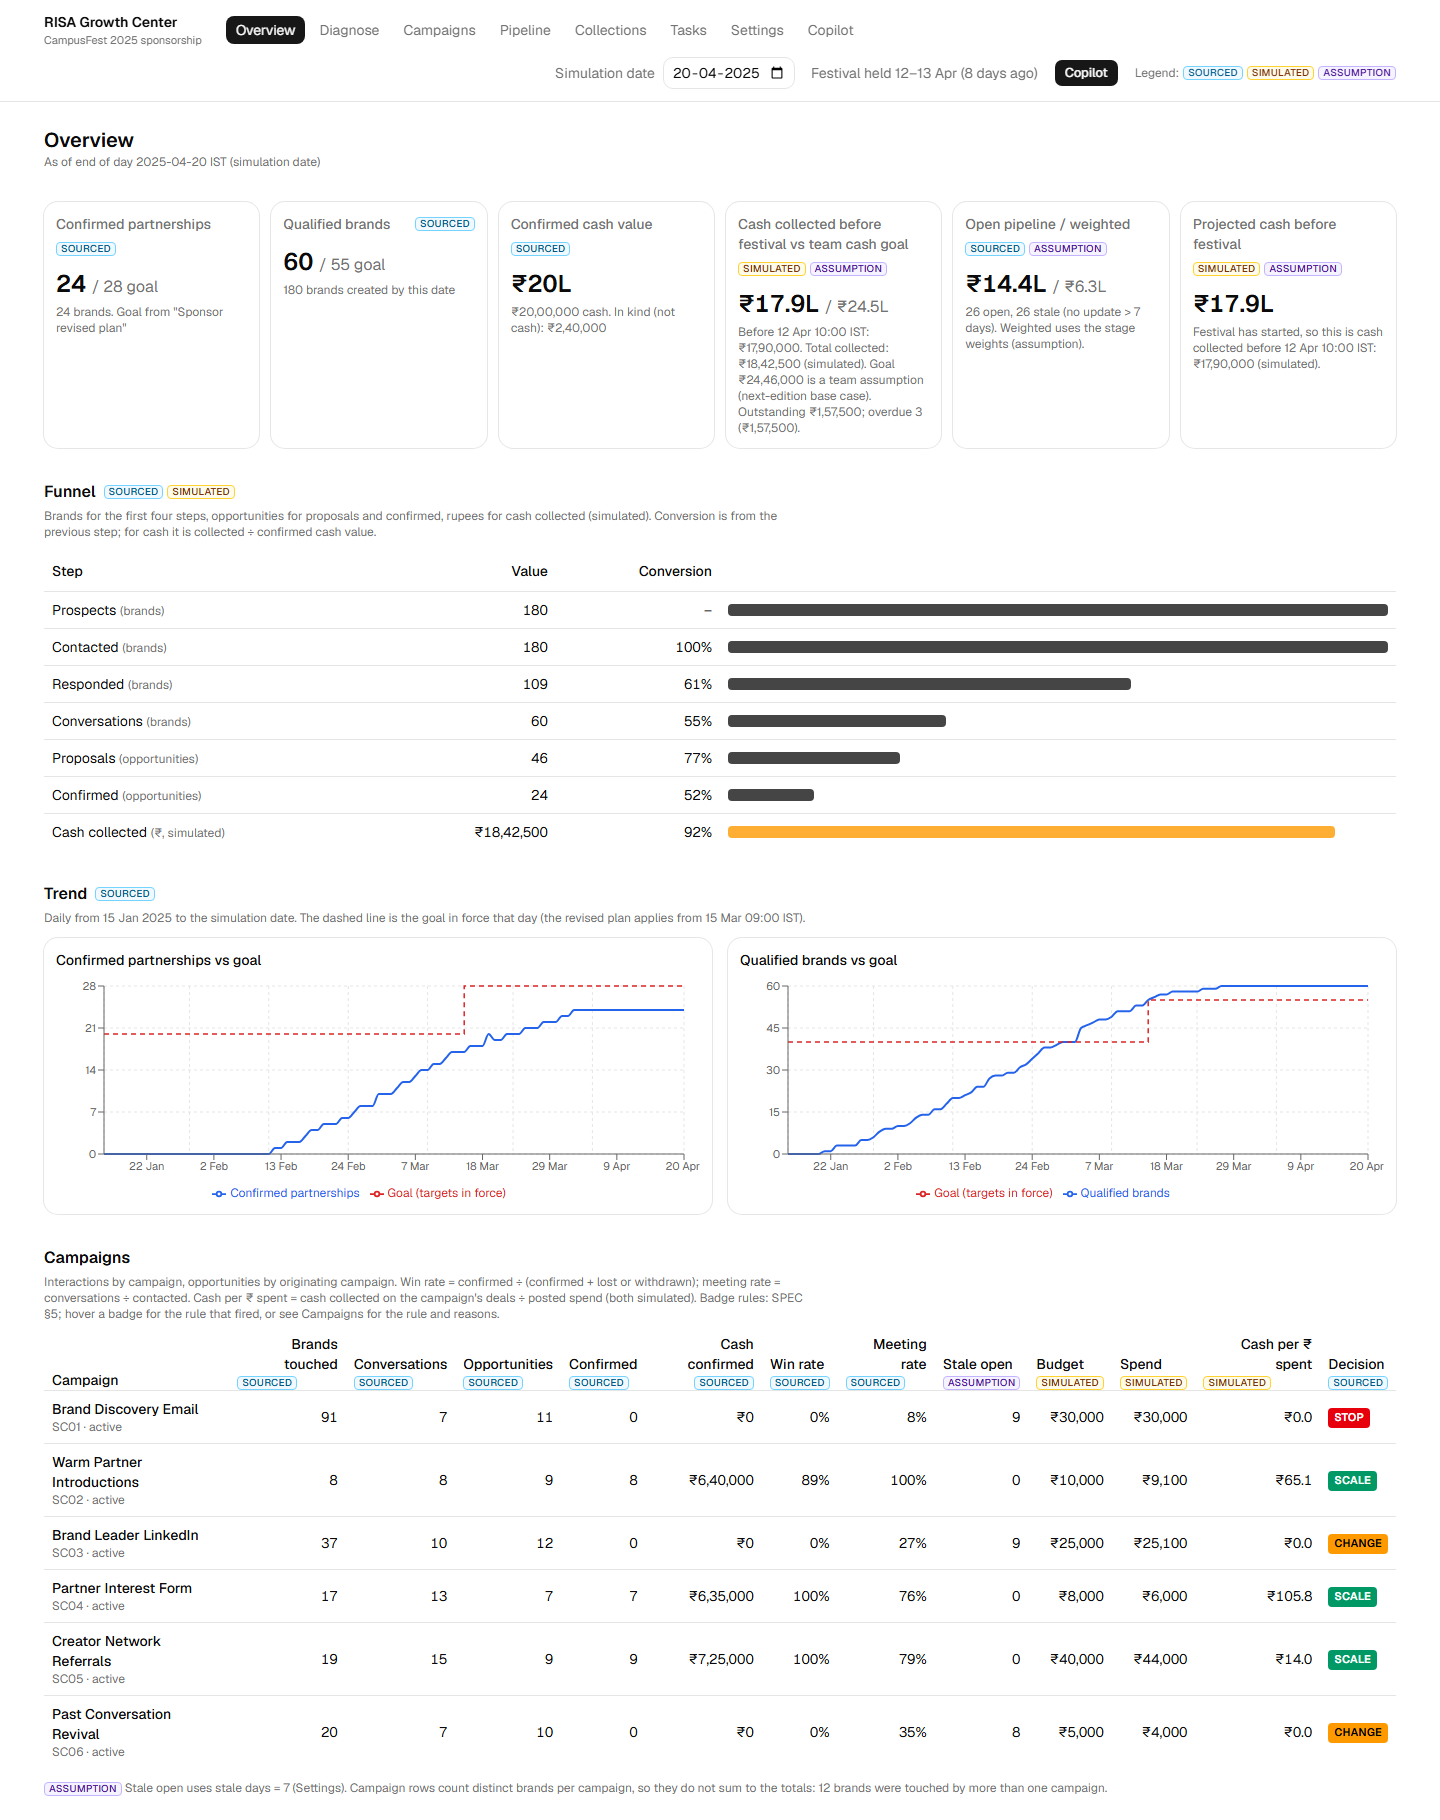 RISA Growth Center
CampusFest 2025 sponsorship
Overview Diagnose Campaigns Pipeline Collections Tasks Settings Copilot
Simulation date 20-04-2025 Festival held 12–13 Apr (8 days ago) Copilot Legend: SOURCED SIMULATED ASSUMPTION
Overview
As of end of day 2025-04-20 IST (simulation date)
Confirmed partnerships
SOURCED
24 / 28 goal
24 brands. Goal from "Sponsor
revised plan"
Qualified brands SOURCED
60 / 55 goal
180 brands created by this date
Confirmed cash value
SOURCED
₹20L
₹20,00,000 cash. In kind (not
cash): ₹2,40,000
Cash collected before
festival vs team cash goal
SIMULATED ASSUMPTION
₹17.9L / ₹24.5L
Before 12 Apr 10:00 IST:
₹17,90,000. Total collected:
₹18,42,500 (simulated). Goal
₹24,46,000 is a team assumption
(next-edition base case).
Outstanding ₹1,57,500; overdue 3
(₹1,57,500).
Open pipeline / weighted
SOURCED ASSUMPTION
₹14.4L / ₹6.3L
26 open, 26 stale (no update > 7
days). Weighted uses the stage
weights (assumption).
Projected cash before
festival
SIMULATED ASSUMPTION
₹17.9L
Festival has started, so this is cash
collected before 12 Apr 10:00 IST:
₹17,90,000 (simulated).
Funnel SOURCED SIMULATED
Brands for the first four steps, opportunities for proposals and confirmed, rupees for cash collected (simulated). Conversion is from the
previous step; for cash it is collected ÷ confirmed cash value.
Step Value Conversion
Prospects (brands) 180 –
Contacted (brands) 180 100%
Responded (brands) 109 61%
Conversations (brands) 60 55%
Proposals (opportunities) 46 77%
Confirmed (opportunities) 24 52%
Cash collected (₹, simulated) ₹18,42,500 92%
Trend SOURCED
Daily from 15 Jan 2025 to the simulation date. The dashed line is the goal in force that day (the revised plan applies from 15 Mar 09:00 IST).
Confirmed partnerships vs goal
28
21
14
7
0
22 Jan 2 Feb 13 Feb 24 Feb 7 Mar 18 Mar 29 Mar 9 Apr 20 Apr
Confirmed partnerships Goal (targets in force)
Qualified brands vs goal
60
45
30
15
0
22 Jan 2 Feb 13 Feb 24 Feb 7 Mar 18 Mar 29 Mar 9 Apr 20 Apr
Goal (targets in force) Qualified brands
Campaigns
Interactions by campaign, opportunities by originating campaign. Win rate = confirmed ÷ (confirmed + lost or withdrawn); meeting rate =
conversations ÷ contacted. Cash per ₹ spent = cash collected on the campaign's deals ÷ posted spend (both simulated). Badge rules: SPEC
§5; hover a badge for the rule that fired, or see Campaigns for the rule and reasons.
Brands Cash Meeting Cash per ₹
touched Conversations Opportunities Confirmed confirmed Win rate rate Stale open Budget Spend spent Decision
Campaign SOURCED SOURCED SOURCED SOURCED SOURCED SOURCED SOURCED ASSUMPTION SIMULATED SIMULATED SIMULATED SOURCED
Brand Discovery Email
SC01 · active
91 7 11 0 ₹0 0% 8% 9 ₹30,000 ₹30,000 ₹0.0 STOP
Warm Partner
Introductions
SC02 · active
8 8 9 8 ₹6,40,000 89% 100% 0 ₹10,000 ₹9,100 ₹65.1 SCALE
Brand Leader LinkedIn
SC03 · active
37 10 12 0 ₹0 0% 27% 9 ₹25,000 ₹25,100 ₹0.0 CHANGE
Partner Interest Form
SC04 · active
17 13 7 7 ₹6,35,000 100% 76% 0 ₹8,000 ₹6,000 ₹105.8 SCALE
Creator Network
Referrals
SC05 · active
19 15 9 9 ₹7,25,000 100% 79% 0 ₹40,000 ₹44,000 ₹14.0 SCALE
Past Conversation
Revival
SC06 · active
20 7 10 0 ₹0 0% 35% 8 ₹5,000 ₹4,000 ₹0.0 CHANGE
ASSUMPTION Stale open uses stale days = 7 (Settings). Campaign rows count distinct brands per campaign, so they do not sum to the totals: 12 brands were touched by more than one campaign.